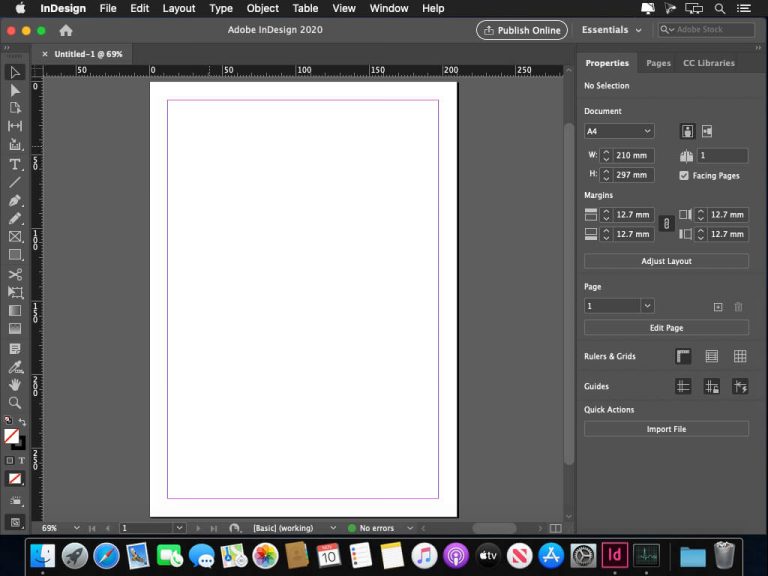 InDesign File Edit Layout Type Object Table View Window Help
Adobe InDesign 2020 Publish Online Essentials Adobe Stock
× Untitled-1 @ 69%
50 0 50 100 150 200 250
0
50
100
150
200
250
Properties Pages CC Libraries
No Selection
Document
A4
W: 210 mm 1
H: 297 mm Facing Pages
Margins
12.7 mm 12.7 mm
12.7 mm 12.7 mm
Adjust Layout
Page
1
Edit Page
Rulers & Grids
Guides
Quick Actions
Import File
69% 1 [Basic] (working) No errors
NOV
10
tv
Id